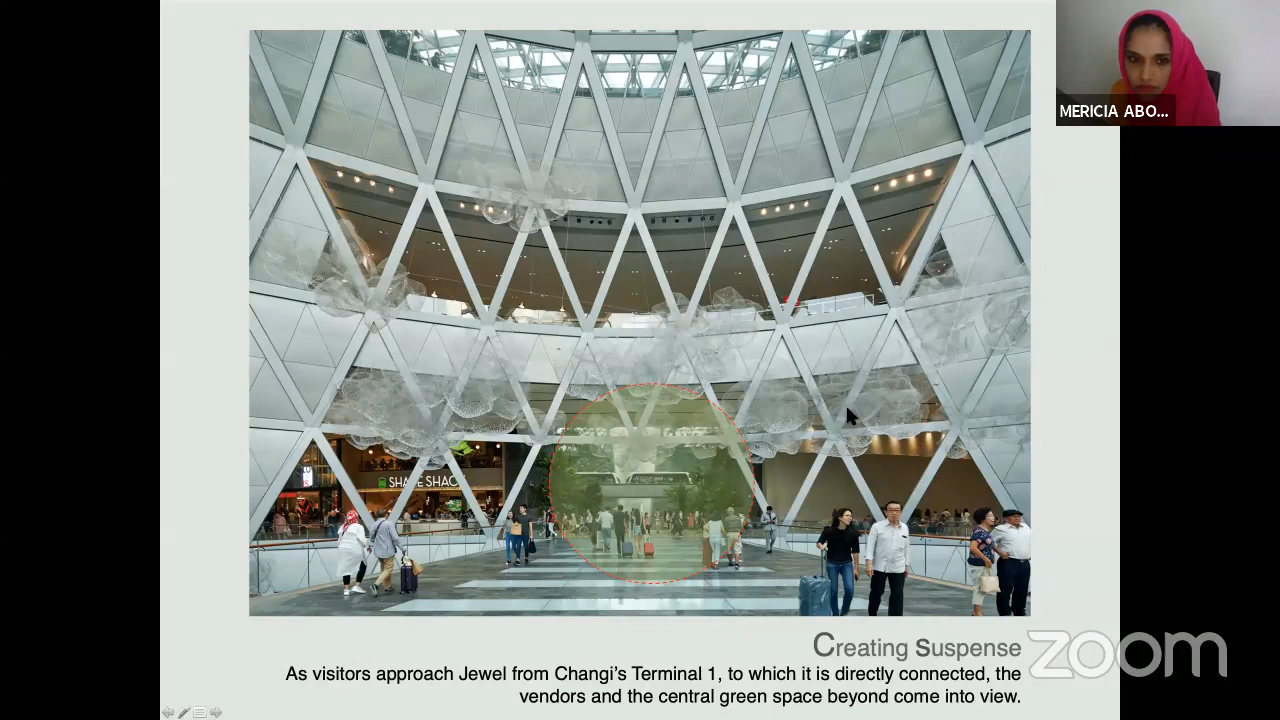 MERICIA ABO...
SHAKE SHACK
Creating Suspense
zoom
As visitors approach Jewel from Changi's Terminal 1, to which it is directly connected, the
vendors and the central green space beyond come into view.